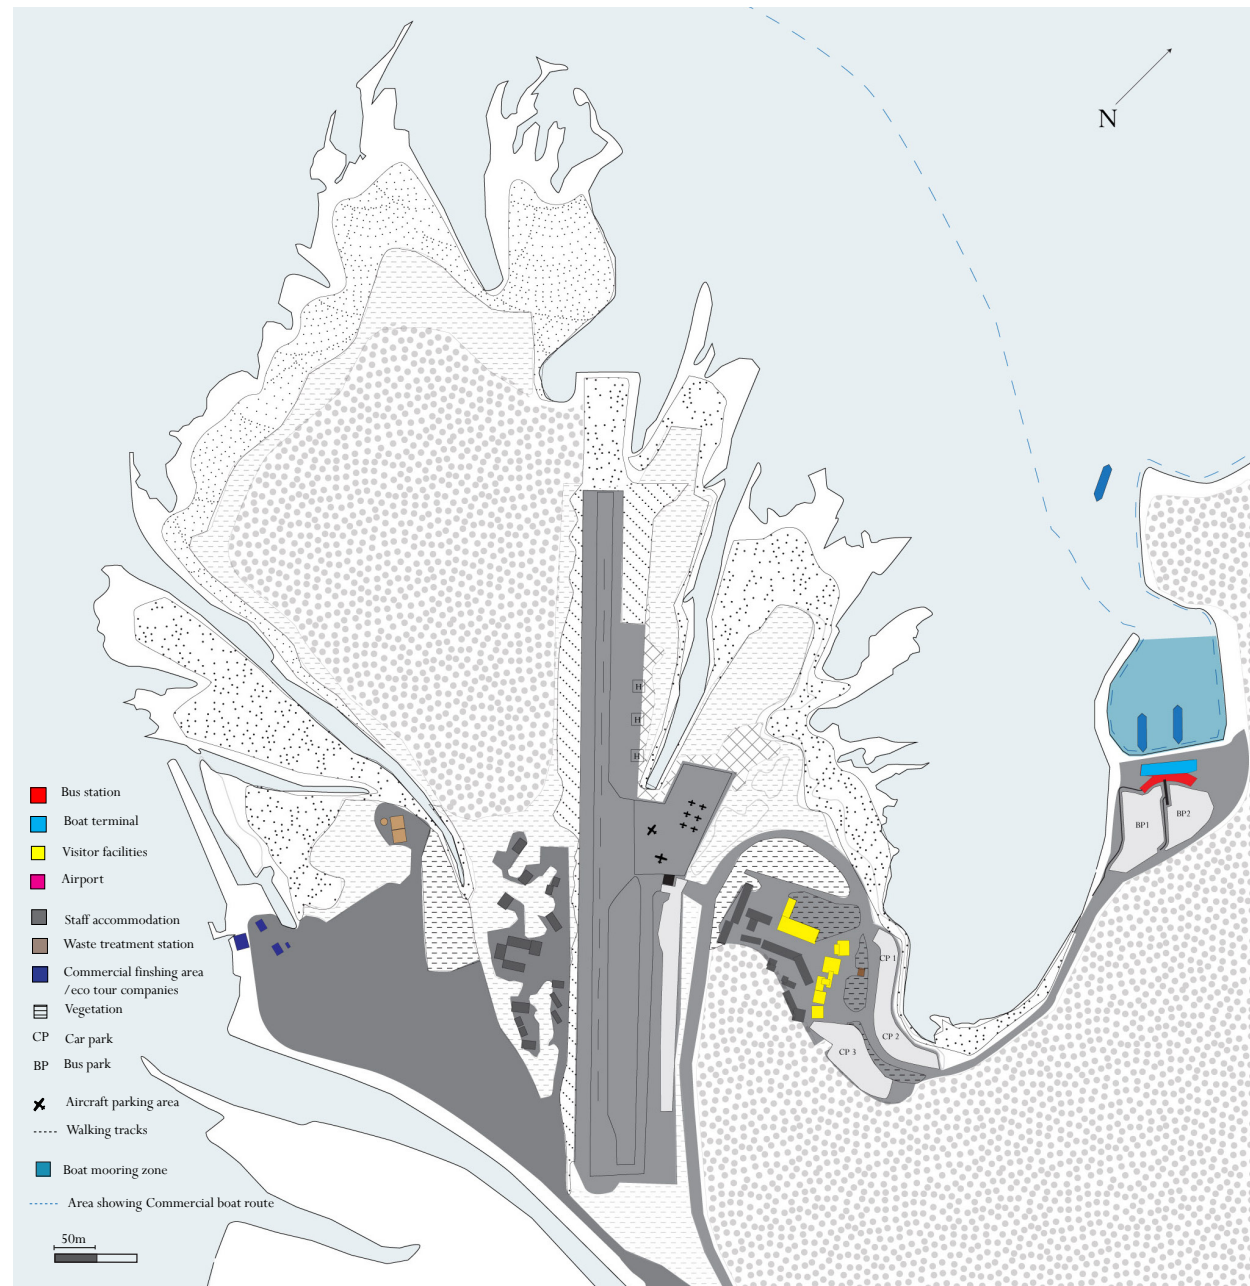 N
H
H
H
BP1
BP2
CP 1
CP 2
CP 3
Bus station
Boat terminal
Visitor facilities
Airport
Staff accommodation
Waste treatment station
Commercial finshing area
/eco tour companies
Vegetation
CP Car park
BP Bus park
Aircraft parking area
Walking tracks
Boat mooring zone
Area showing Commercial boat route
50m